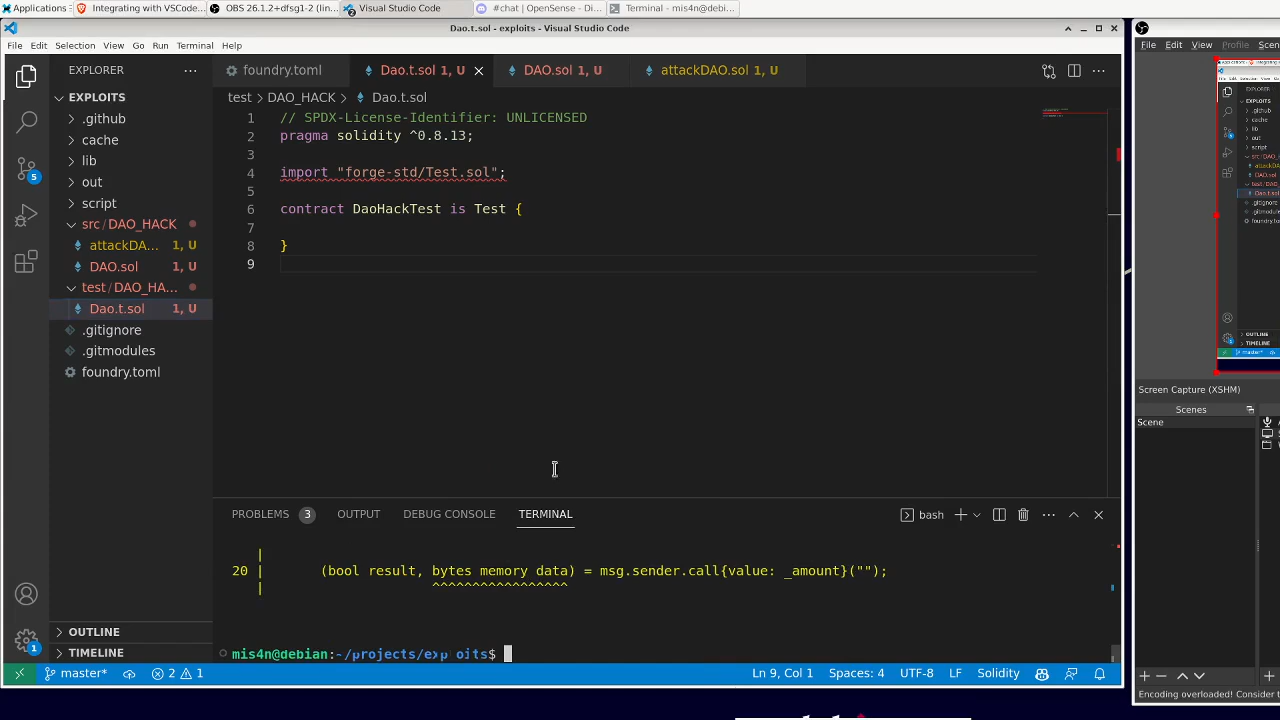 Applications
Integrating with VSCode...
OBS 26.1.2+dfsg1-2 (lin...
Visual Studio Code
#chat | OpenSense - Di...
Terminal - mis4n@debi...
Dao.t.sol - exploits - Visual Studio Code
File Edit Selection View Go Run Terminal Help
EXPLORER
foundry.toml
Dao.t.sol 1, U
DAO.sol 1, U
attackDAO.sol 1, U
EXPLOITS
.github
cache
lib
out
script
src/DAO_HACK
attackDA... 1, U
DAO.sol 1, U
test/DAO_HA...
Dao.t.sol 1, U
.gitignore
.gitmodules
foundry.toml
OUTLINE
TIMELINE
test > DAO_HACK > Dao.t.sol
1 // SPDX-License-Identifier: UNLICENSED
2 pragma solidity ^0.8.13;
3
4 import "forge-std/Test.sol";
5
6 contract DaoHackTest is Test {
7
8 }
9
PROBLEMS 3 OUTPUT DEBUG CONSOLE TERMINAL
bash
|
20 | (bool result, bytes memory data) = msg.sender.call{value: _amount}("");
| ^^^^^^^^^^^^^^^^^
mis4n@debian:~/projects/exploits$
master* 2 1 Ln 9, Col 1 Spaces: 4 UTF-8 LF Solidity
File Edit View Profile Scen
Screen Capture (XSHM)
Scenes
Scene
Encoding overloaded! Consider t